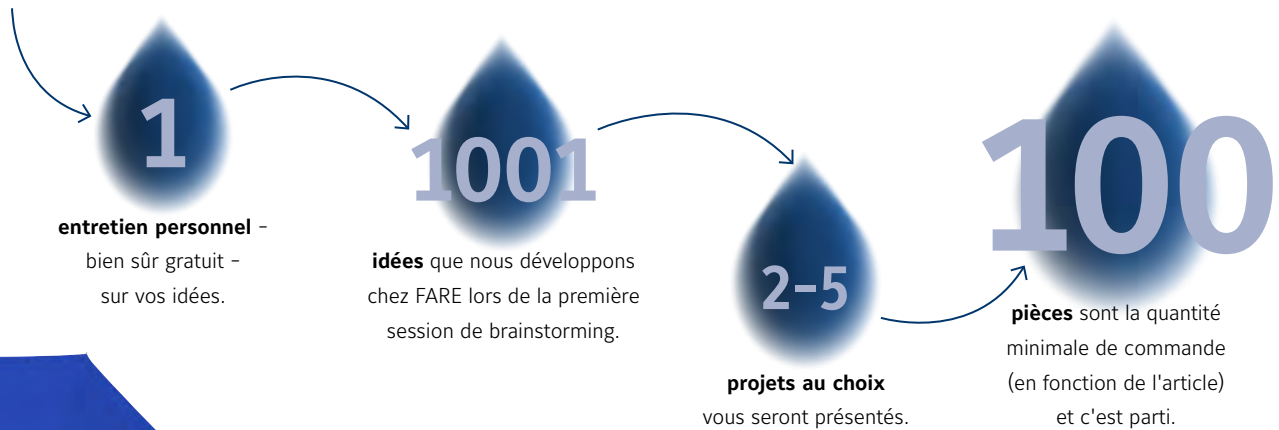 1
entretien personnel –
bien sûr gratuit –
sur vos idées.
1001
idées que nous développons
chez FARE lors de la première
session de brainstorming.
2–5
projets au choix
vous seront présentés.
100
pièces sont la quantité
minimale de commande
(en fonction de l'article)
et c'est parti.